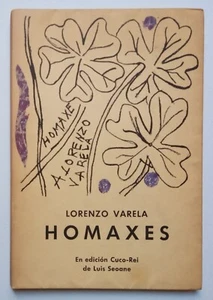 HOMAXE
A LORENZO
VARELA
LORENZO VARELA
HOMAXES
En edición Cuco-Rei
de Luis Seoane